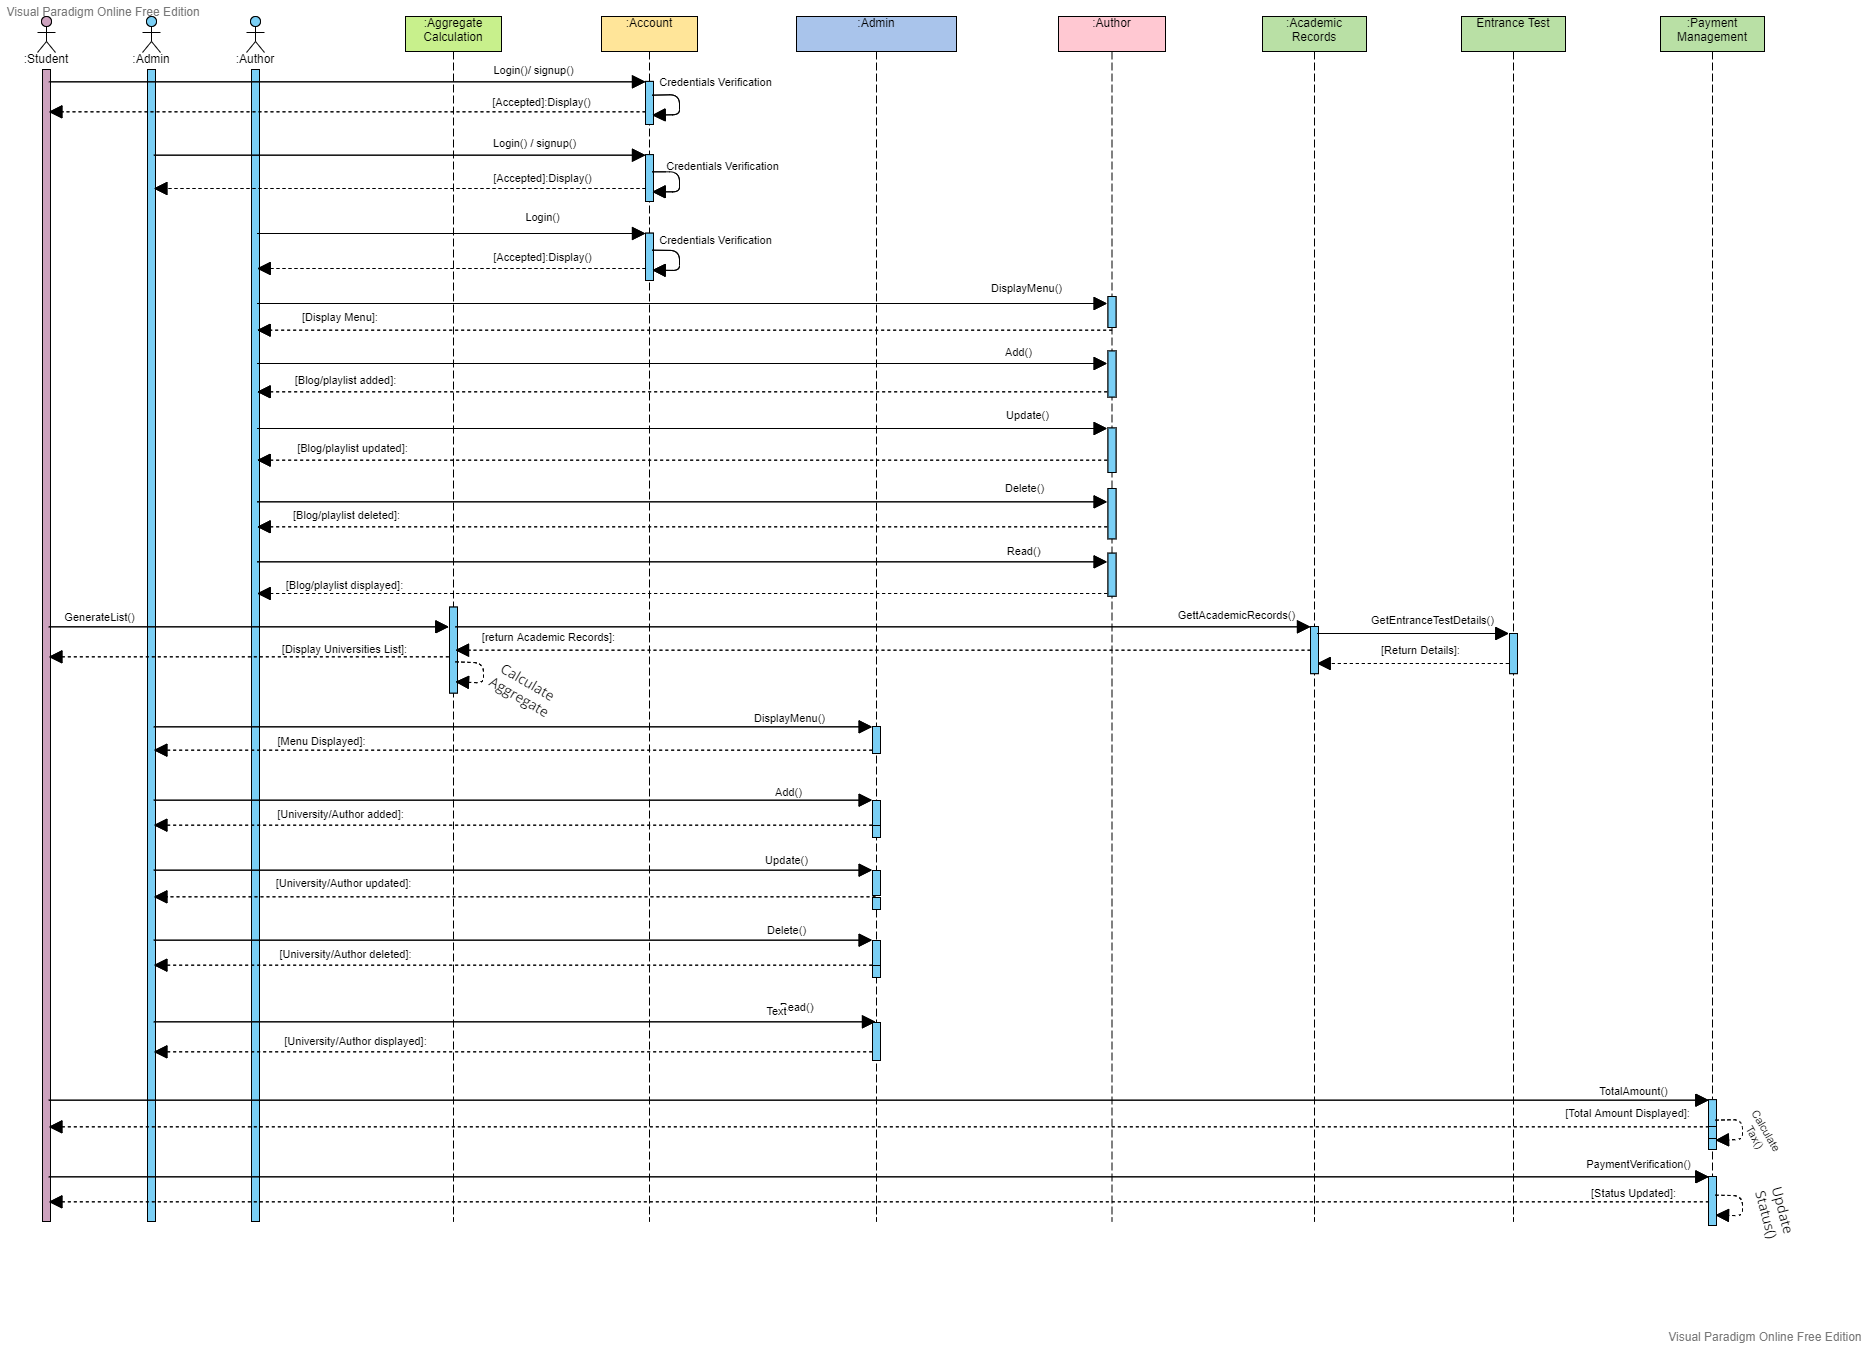 Visual Paradigm Online Free Edition
:Student
:Admin
:Author
:Aggregate
Calculation
:Account
:Admin
:Author
:Academic
Records
Entrance Test
:Payment
Management
Login()/ signup()
Credentials Verification
[Accepted]:Display()
Login() / signup()
Credentials Verification
[Accepted]:Display()
Login()
Credentials Verification
[Accepted]:Display()
DisplayMenu()
[Display Menu]:
Add()
[Blog/playlist added]:
Update()
[Blog/playlist updated]:
Delete()
[Blog/playlist deleted]:
Read()
[Blog/playlist displayed]:
GenerateList()
GettAcademicRecords()
GetEntranceTestDetails()
[return Academic Records]:
[Display Universities List]:
[Return Details]:
Calculate
Aggregate
DisplayMenu()
[Menu Displayed]:
Add()
[University/Author added]:
Update()
[University/Author updated]:
Delete()
[University/Author deleted]:
Read()
Text
[University/Author displayed]:
TotalAmount()
[Total Amount Displayed]:
Calculate
Tax()
PaymentVerification()
[Status Updated]:
Update
Status()
Visual Paradigm Online Free Edition